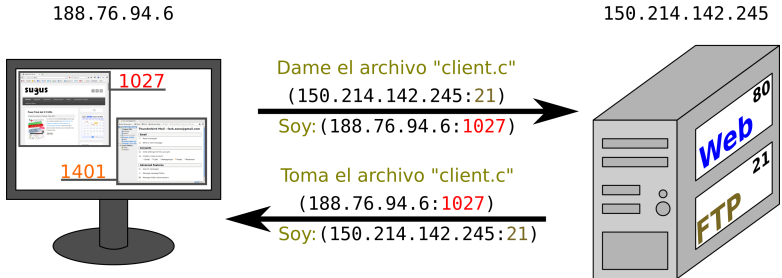 188.76.94.6
150.214.142.245
sugus
1027
1401
Dame el archivo "client.c"
(150.214.142.245:21)
Soy:(188.76.94.6:1027)
Toma el archivo "client.c"
(188.76.94.6:1027)
Soy:(150.214.142.245:21)
80
Web
21
FTP